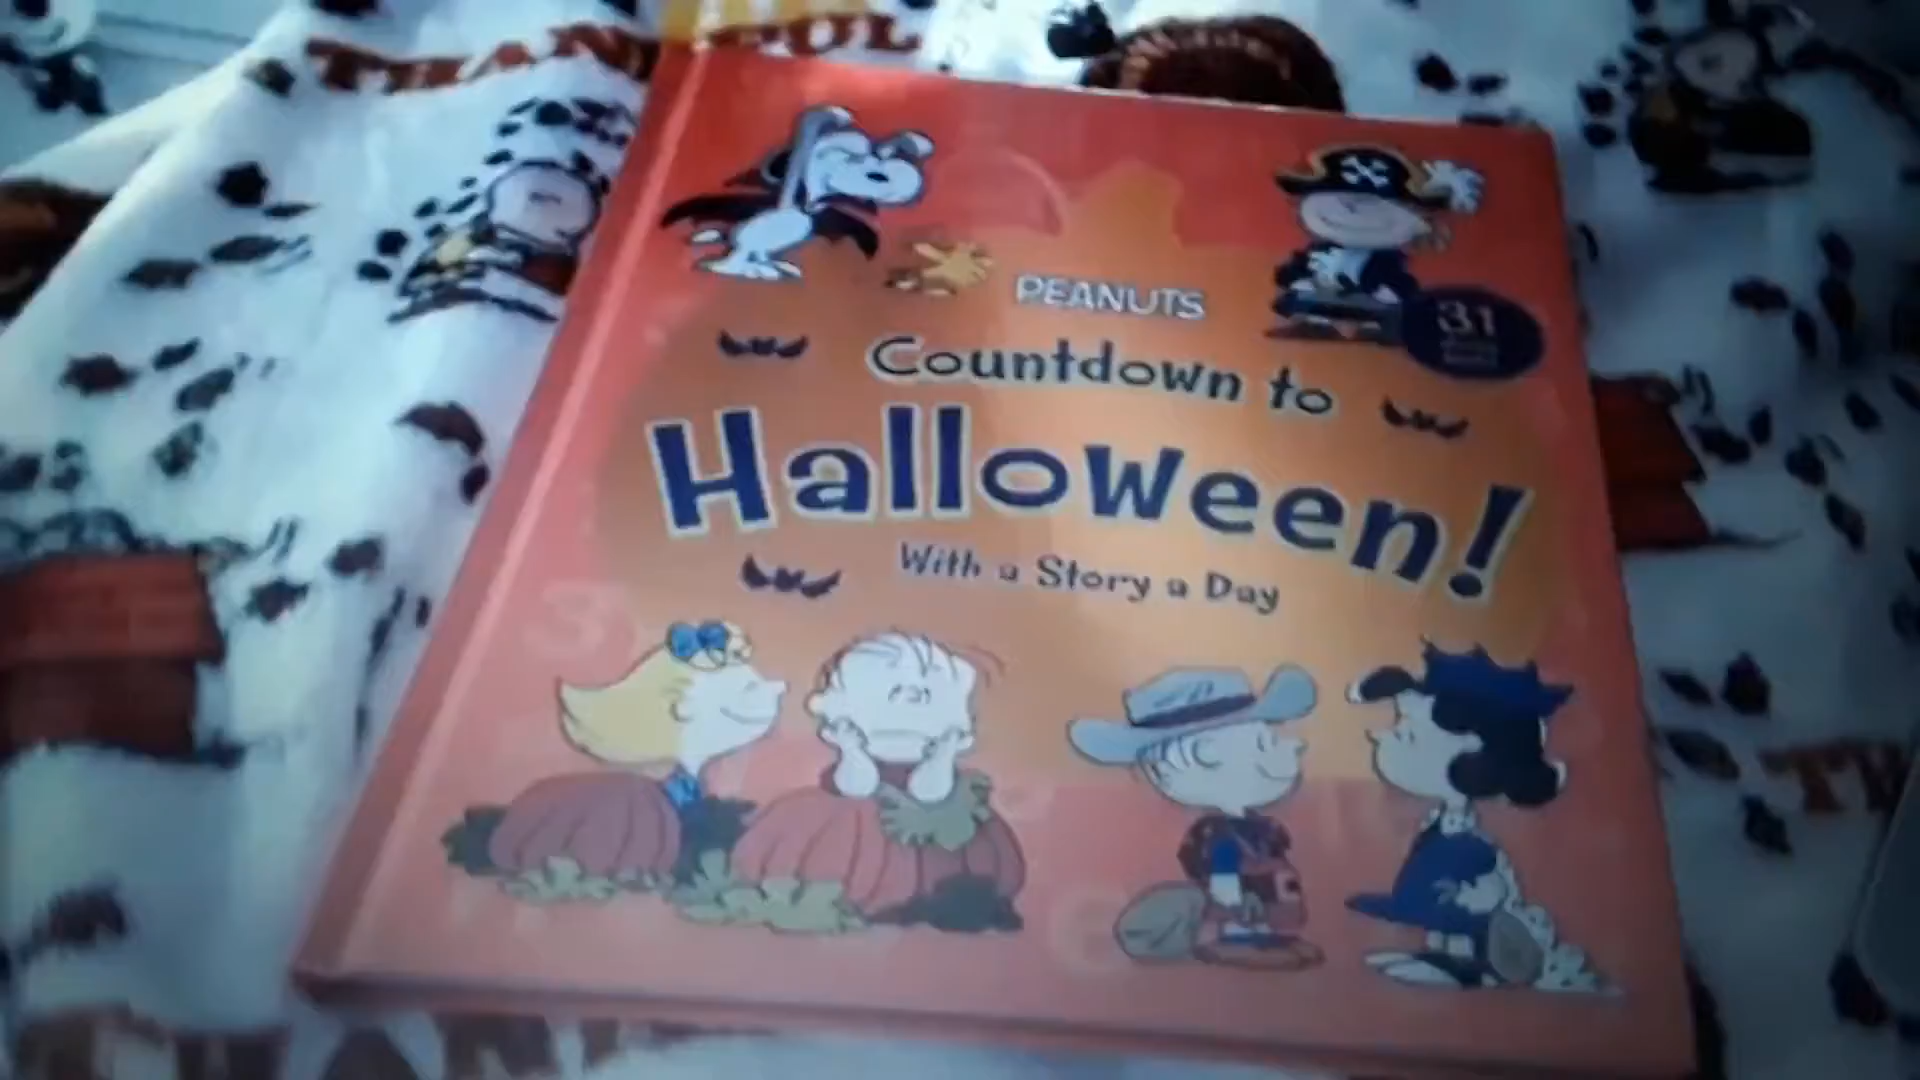 PEANUTS
31
Countdown to
Halloween!
With a Story a Day